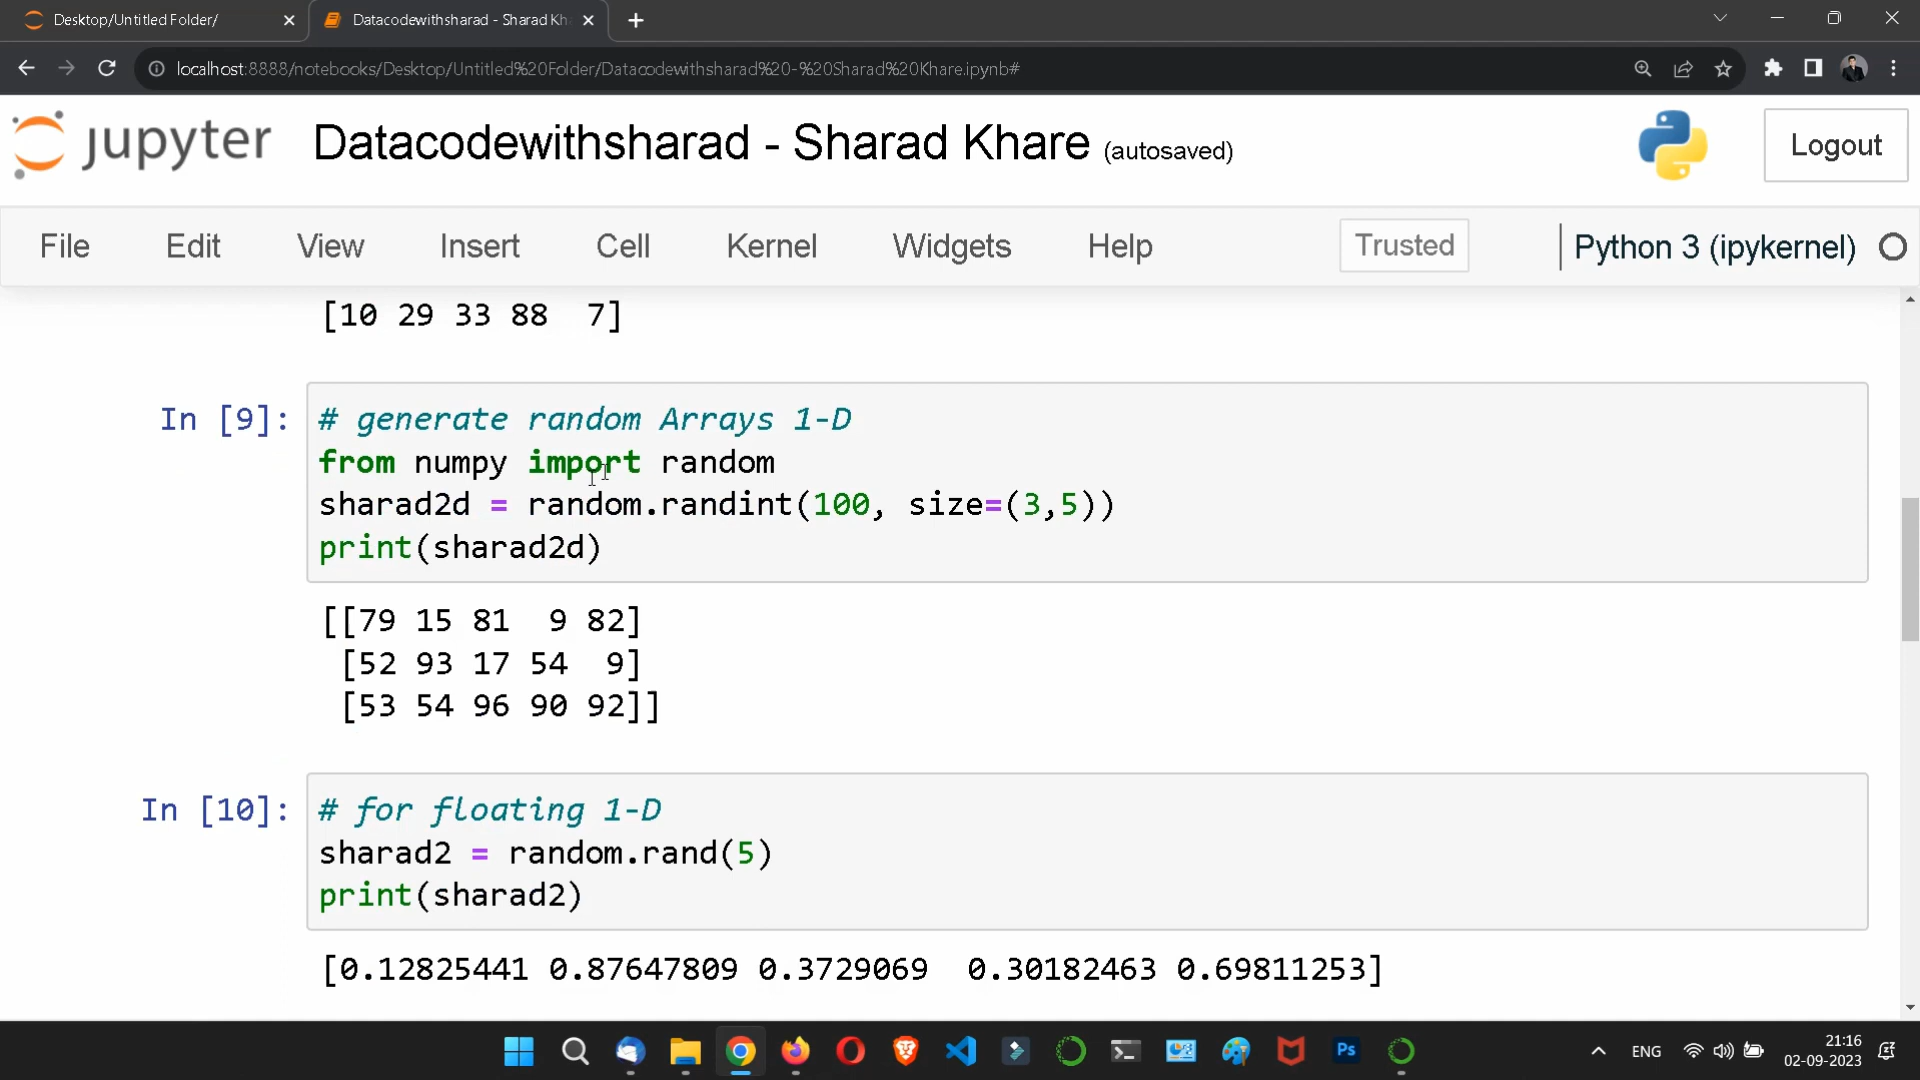 Desktop/Untitled Folder/
Datacodewithsharad - Sharad Kh
localhost:8888/notebooks/Desktop/Untitled%20Folder/Datacodewithsharad%20-%20Sharad%20Khare.ipynb#
jupyter Datacodewithsharad - Sharad Khare (autosaved)
Logout
File Edit View Insert Cell Kernel Widgets Help Trusted Python 3 (ipykernel)
[10 29 33 88  7]
In [9]: # generate random Arrays 1-D
from numpy import random
sharad2d = random.randint(100, size=(3,5))
print(sharad2d)
[[79 15 81  9 82]
 [52 93 17 54  9]
 [53 54 96 90 92]]
In [10]: # for floating 1-D
sharad2 = random.rand(5)
print(sharad2)
[0.12825441 0.87647809 0.3729069  0.30182463 0.69811253]
Ps
ENG
21:16
02-09-2023